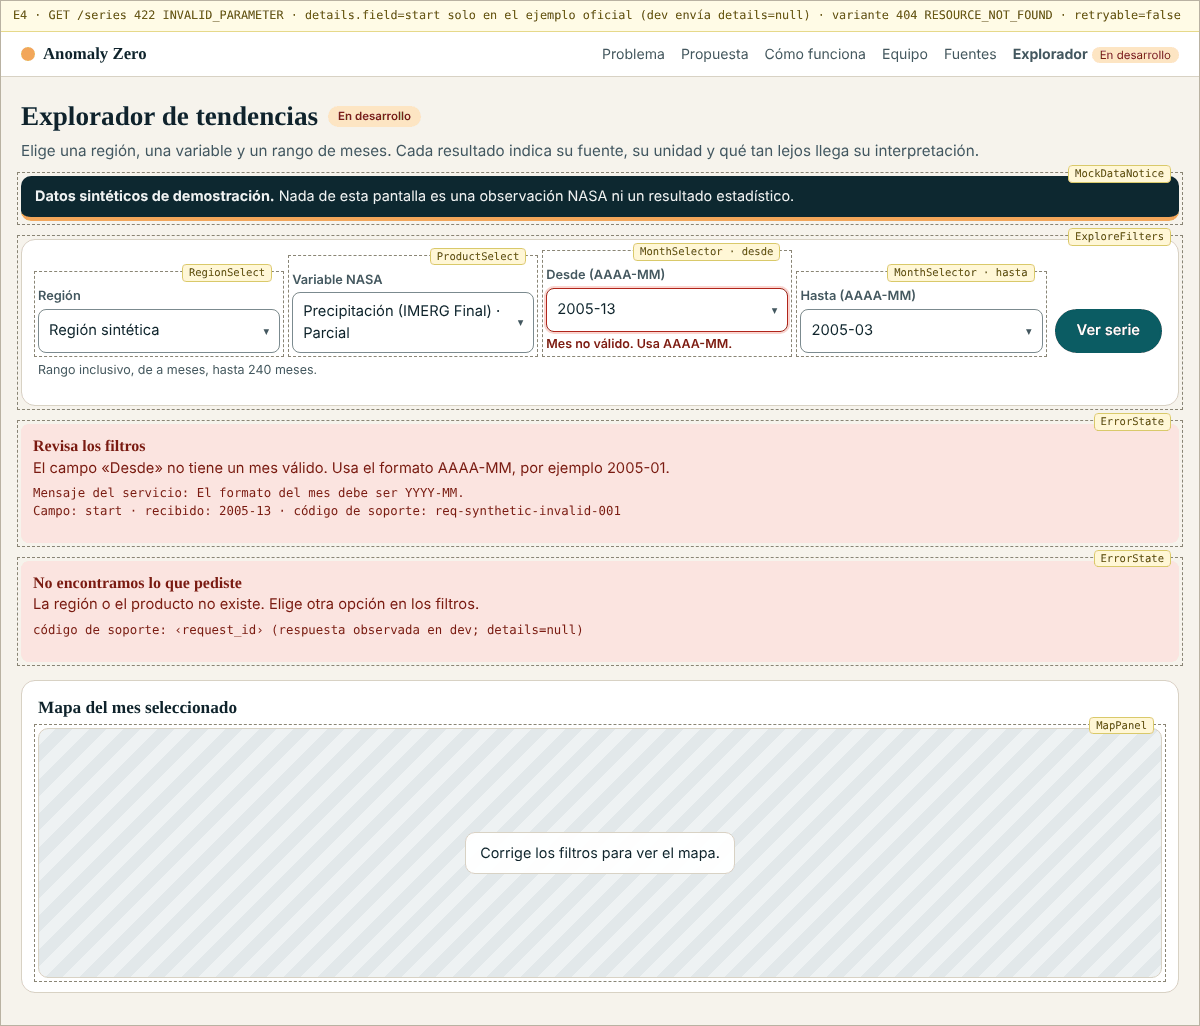 E4 · GET /series 422 INVALID_PARAMETER · details.field=start solo en el ejemplo oficial (dev envía details=null) · variante 404 RESOURCE_NOT_FOUND · retryable=false
Anomaly Zero
Problema Propuesta Cómo funciona Equipo Fuentes Explorador En desarrollo
Explorador de tendencias En desarrollo
Elige una región, una variable y un rango de meses. Cada resultado indica su fuente, su unidad y qué tan lejos llega su interpretación.
MockDataNotice
Datos sintéticos de demostración. Nada de esta pantalla es una observación NASA ni un resultado estadístico.
ExploreFilters
RegionSelect
Región
Región sintética ▾
ProductSelect
Variable NASA
Precipitación (IMERG Final) ·
Parcial ▾
MonthSelector · desde
Desde (AAAA-MM)
2005-13 ▾
Mes no válido. Usa AAAA-MM.
MonthSelector · hasta
Hasta (AAAA-MM)
2005-03 ▾
Ver serie
Rango inclusivo, de a meses, hasta 240 meses.
ErrorState
Revisa los filtros
El campo «Desde» no tiene un mes válido. Usa el formato AAAA-MM, por ejemplo 2005-01.
Mensaje del servicio: El formato del mes debe ser YYYY-MM.
Campo: start · recibido: 2005-13 · código de soporte: req-synthetic-invalid-001
ErrorState
No encontramos lo que pediste
La región o el producto no existe. Elige otra opción en los filtros.
código de soporte: ‹request_id› (respuesta observada en dev; details=null)
Mapa del mes seleccionado
MapPanel
Corrige los filtros para ver el mapa.